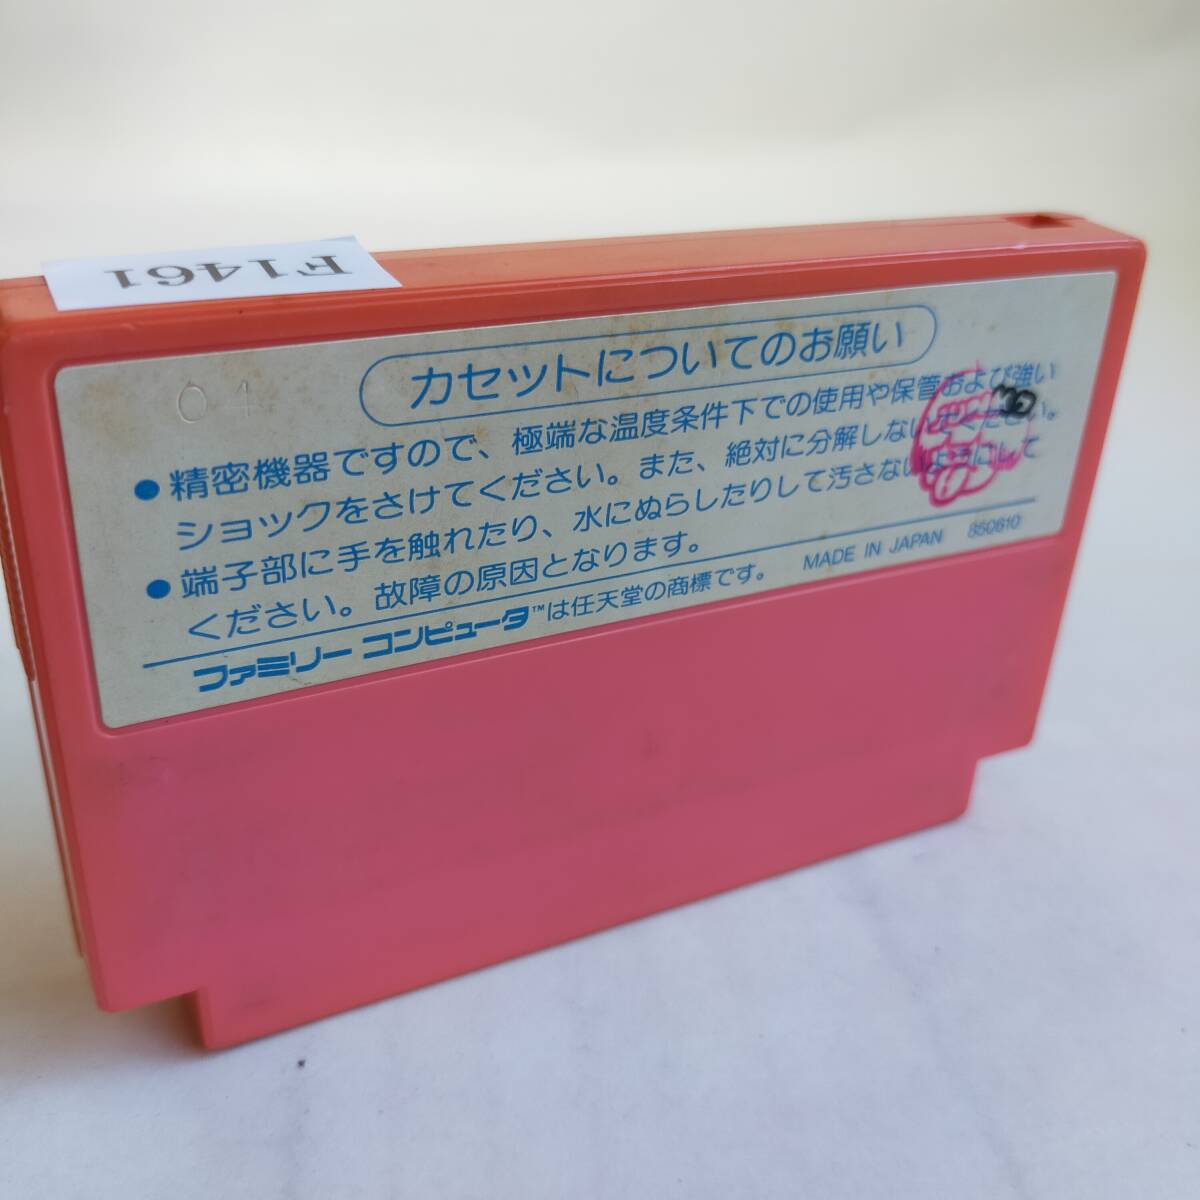 F1461
04
カセットについてのお願い
●精密機器ですので、極端な温度条件下での使用や保管および強い
ショックをさけてください。また、絶対に分解しないでください。
●端子部に手を触れたり、水にぬらしたりして汚さないようにして
ください。故障の原因となります。
ファミリー コンピュータ™は任天堂の商標です。
MADE IN JAPAN 850610